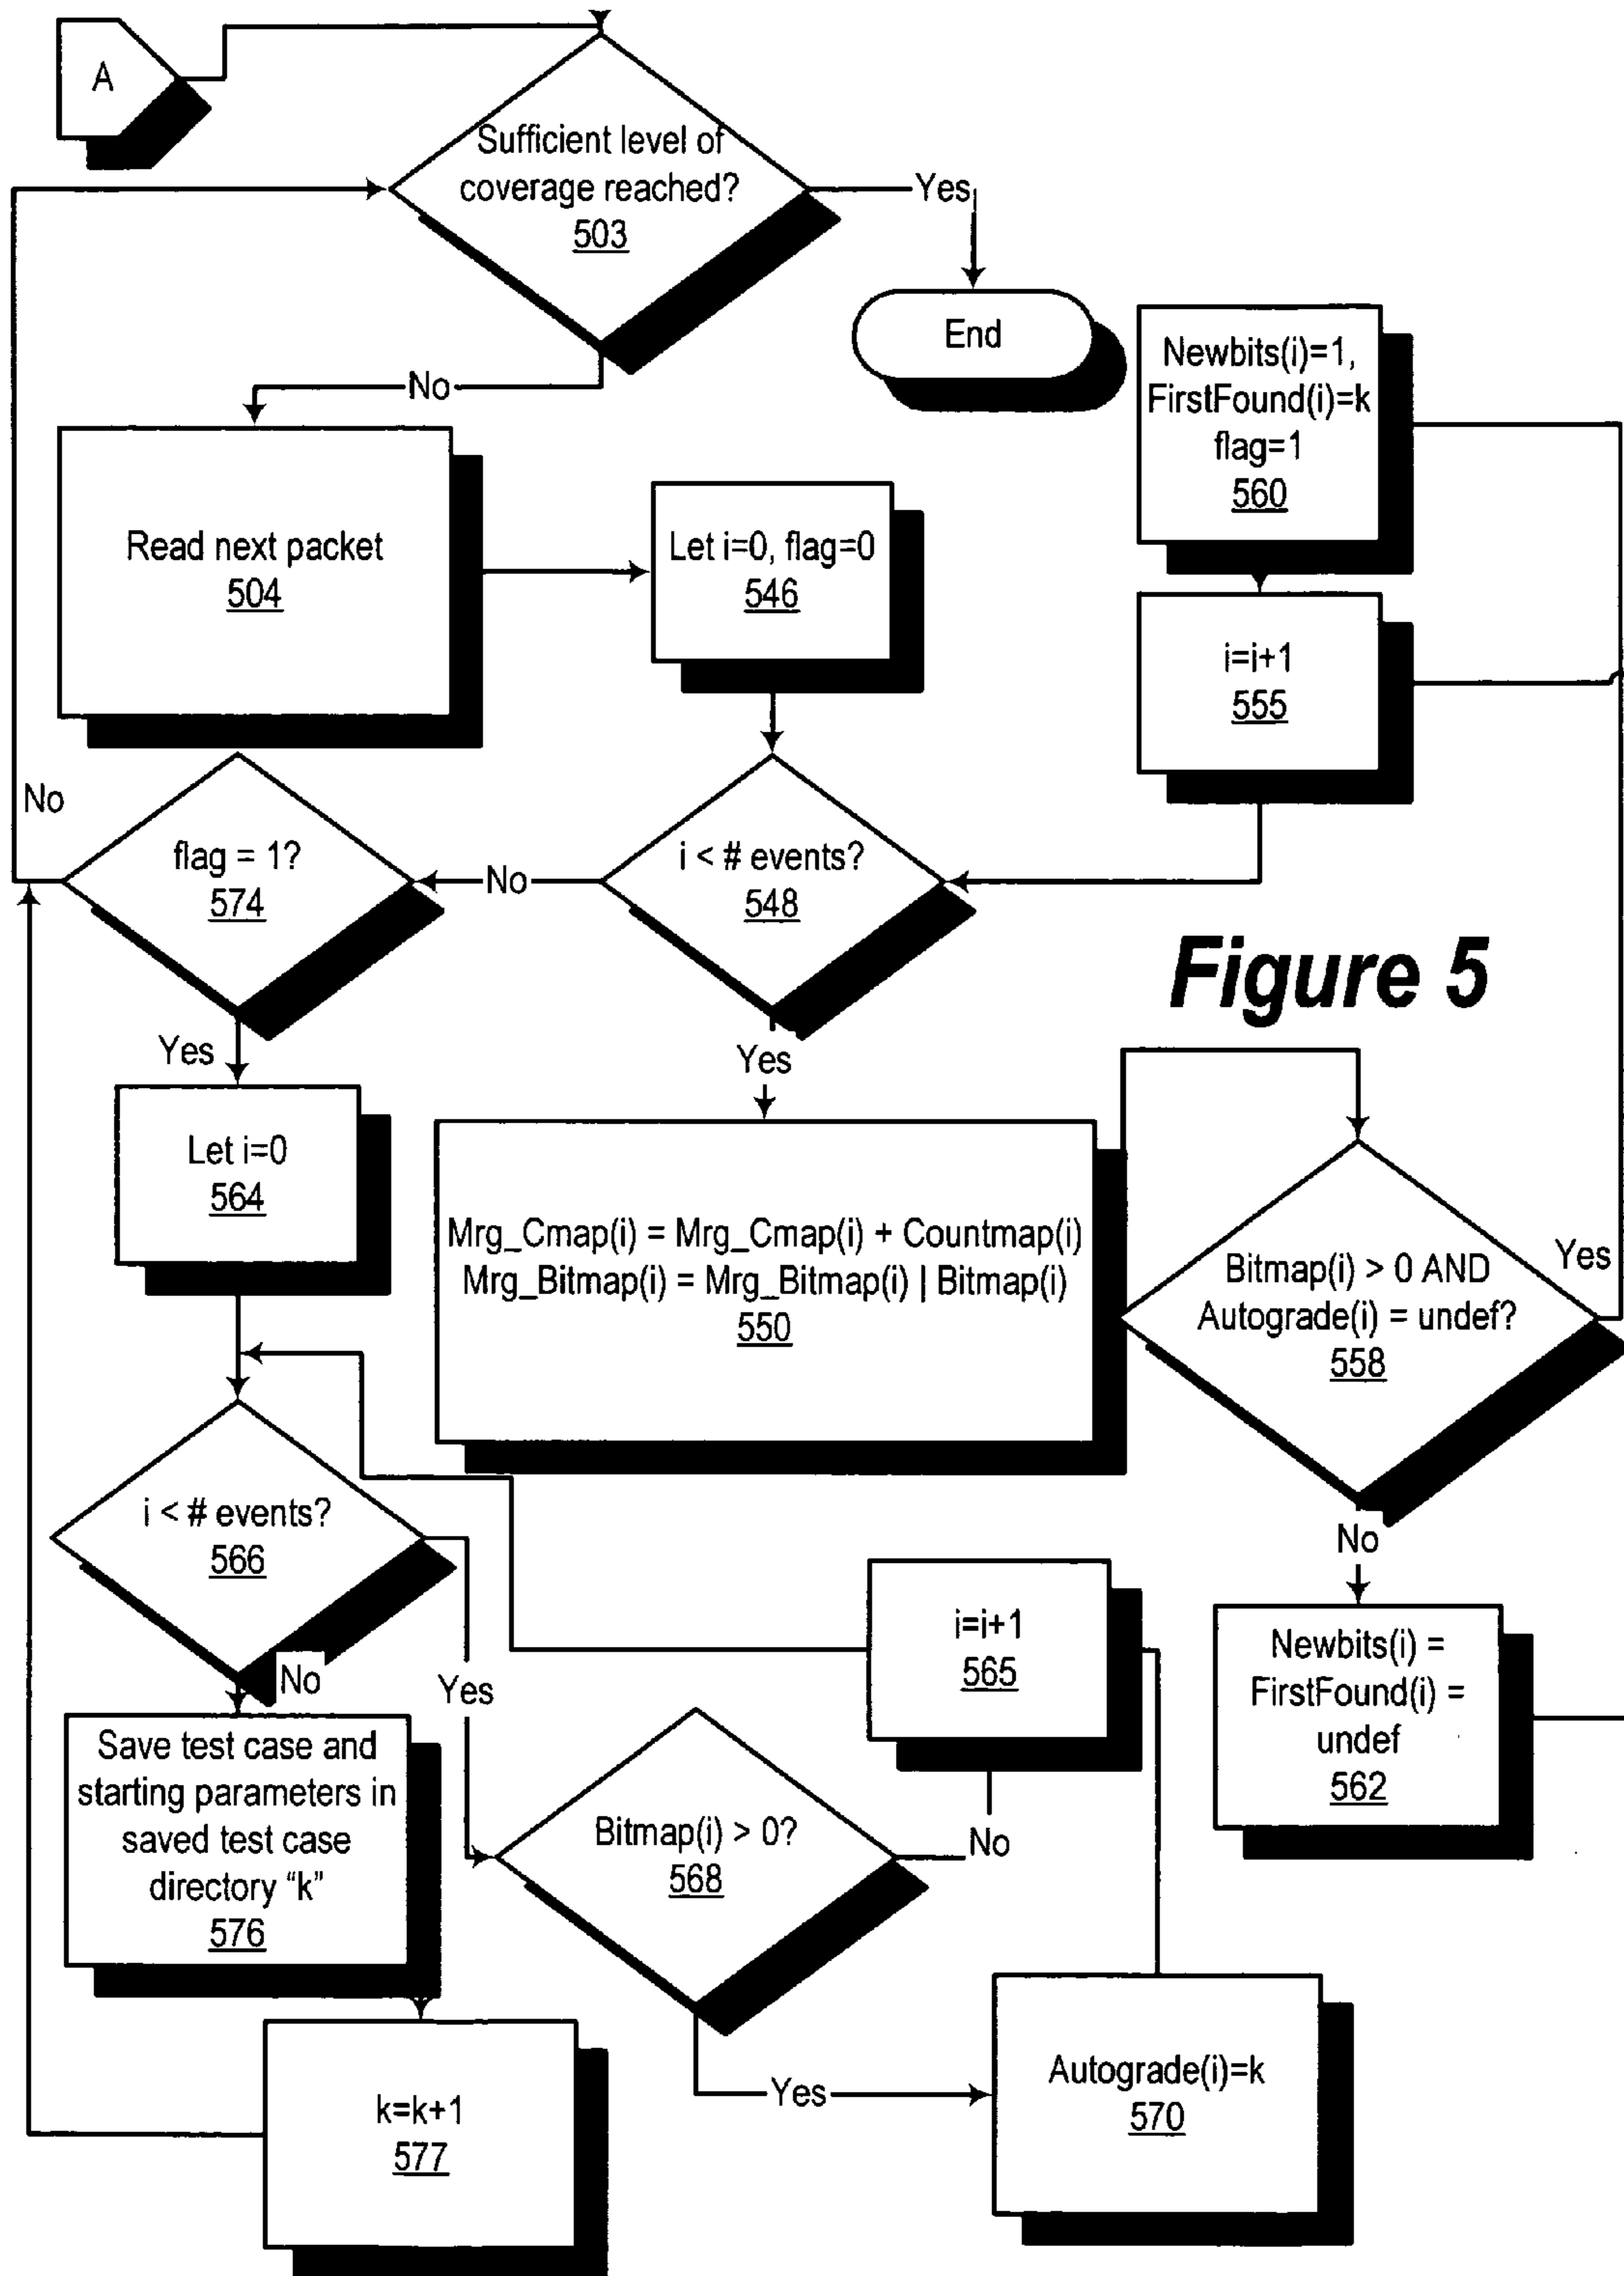 A
Sufficient level of
coverage reached?
503
Yes
End
No
Newbits(i)=1,
FirstFound(i)=k
flag=1
560
Read next packet
504
Let i=0, flag=0
546
i=i+1
555
No
flag = 1?
574
No
i < # events?
548
Figure 5
Yes
Yes
Let i=0
564
Mrg_Cmap(i) = Mrg_Cmap(i) + Countmap(i)
Mrg_Bitmap(i) = Mrg_Bitmap(i) | Bitmap(i)
550
Bitmap(i) > 0 AND
Autograde(i) = undef?
558
Yes
i < # events?
566
No
Yes
No
i=i+1
565
Newbits(i) =
FirstFound(i) =
undef
562
Save test case and
starting parameters in
saved test case
directory “k”
576
Bitmap(i) > 0?
568
No
Yes
Autograde(i)=k
570
k=k+1
577